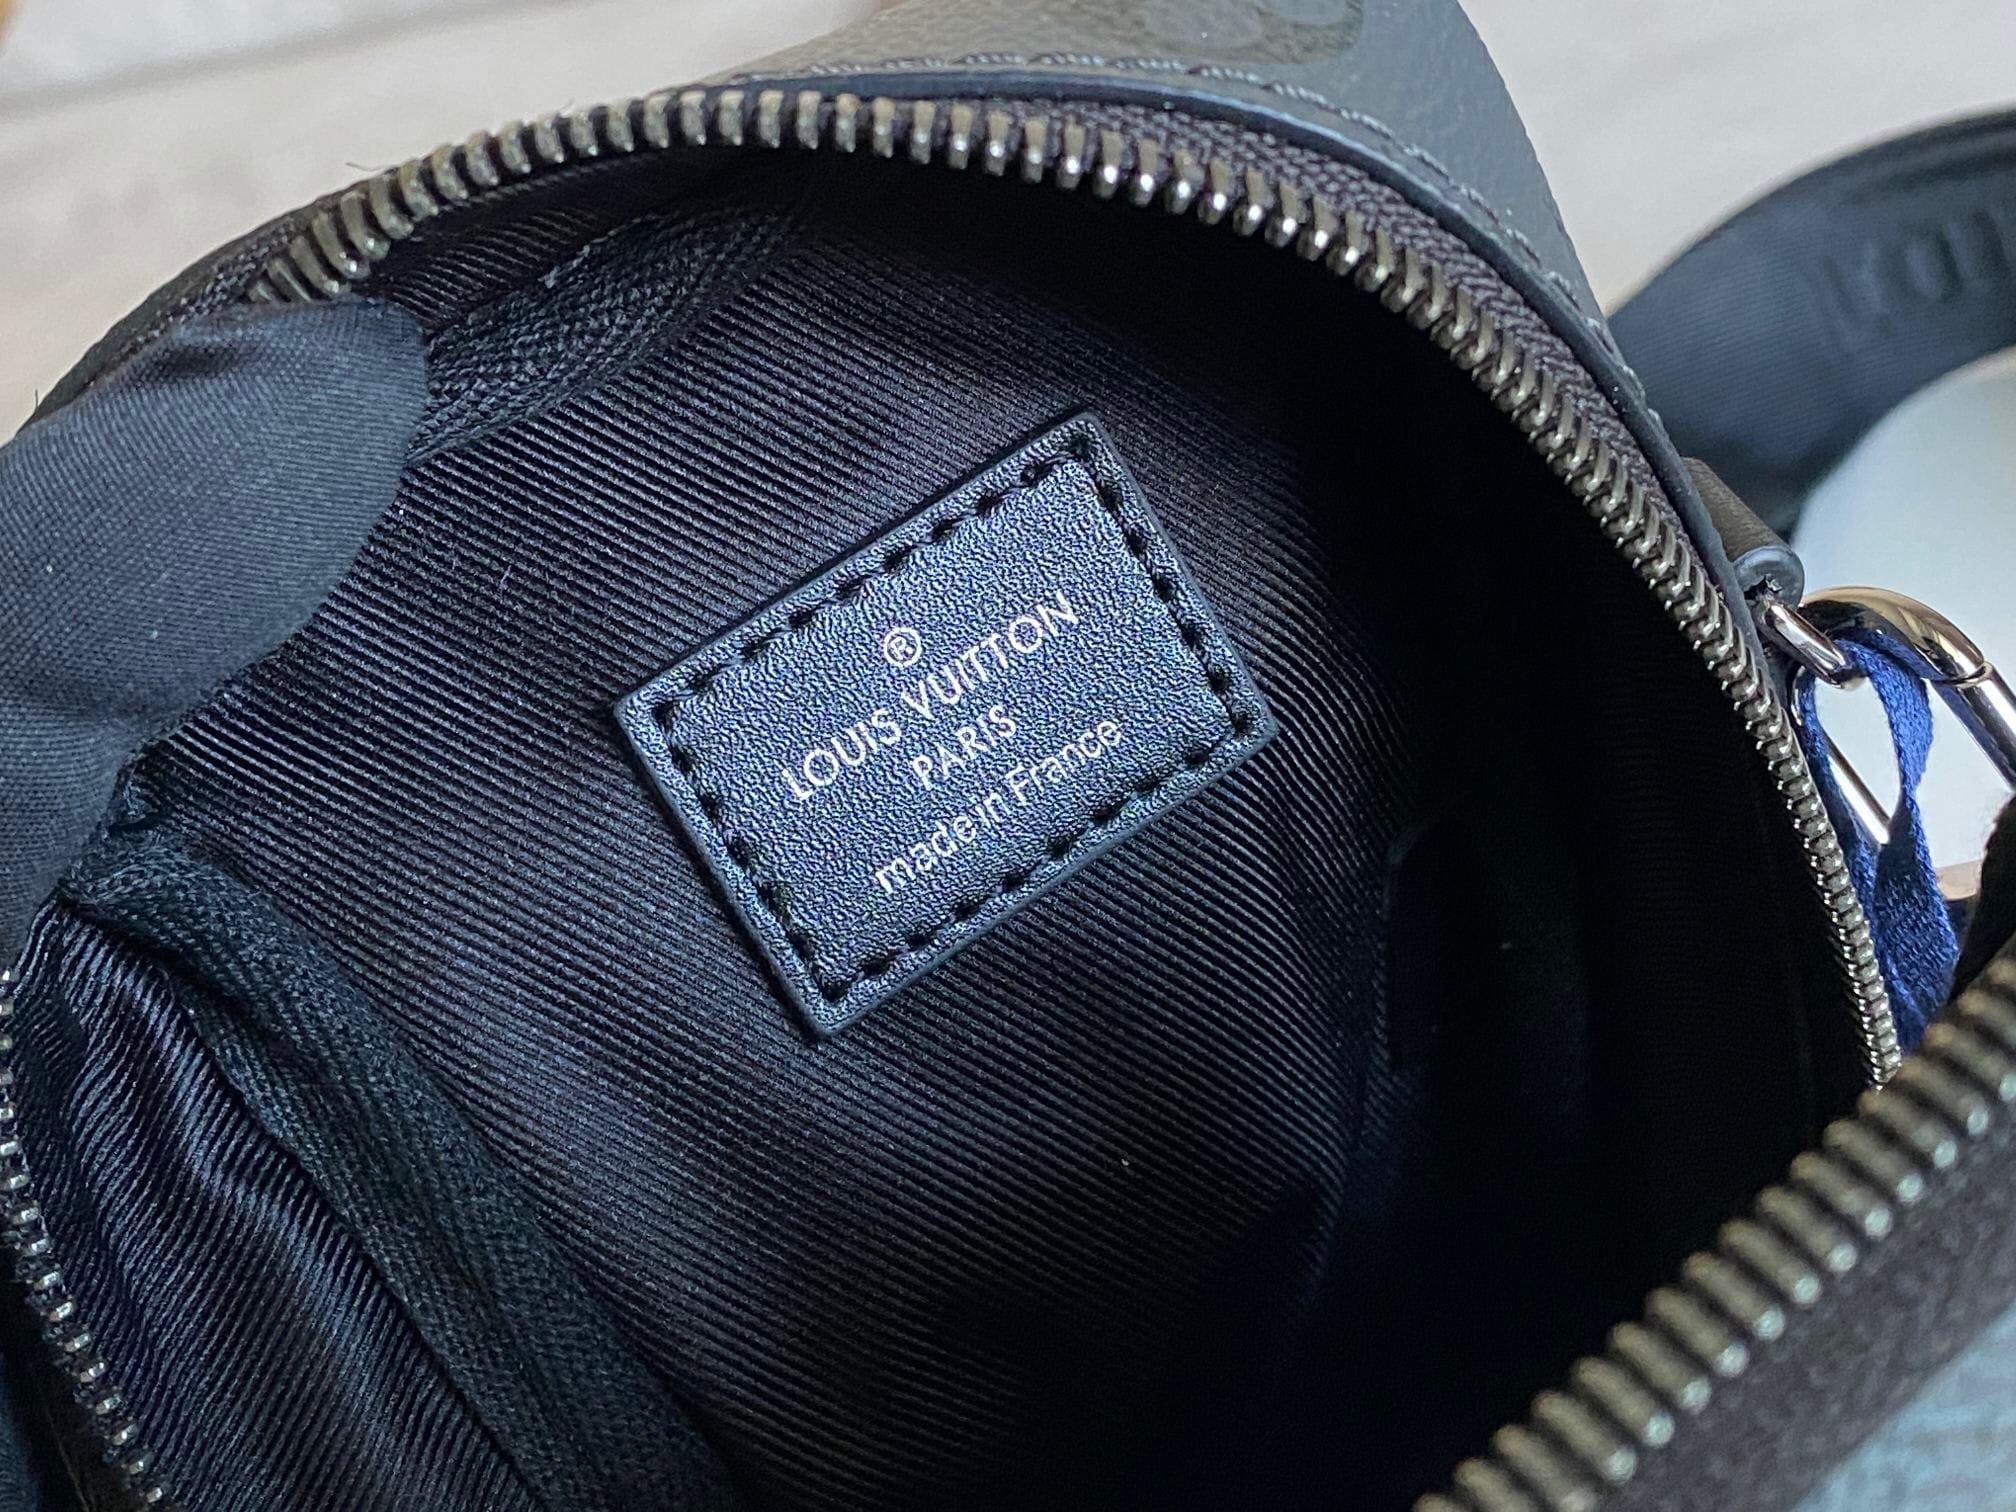 ®
LOUIS VUITTON
PARIS
made in France